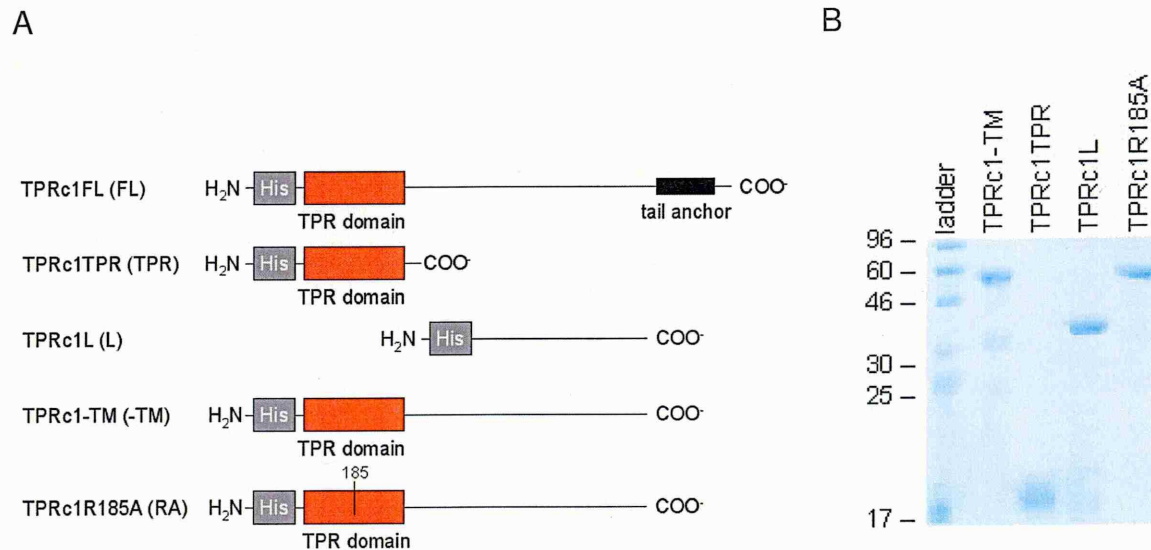 A
TPRc1FL (FL) H₂N His COO⁻
TPR domain tail anchor
TPRc1TPR (TPR) H₂N His COO⁻
TPR domain
TPRc1L (L) H₂N His COO⁻
TPRc1-TM (-TM) H₂N His COO⁻
TPR domain
185
TPRc1R185A (RA) H₂N His COO⁻
TPR domain
B
ladder
TPRc1-TM
TPRc1TPR
TPRc1L
TPRc1R185A
96 –
60 –
46 –
30 –
25 –
17 –